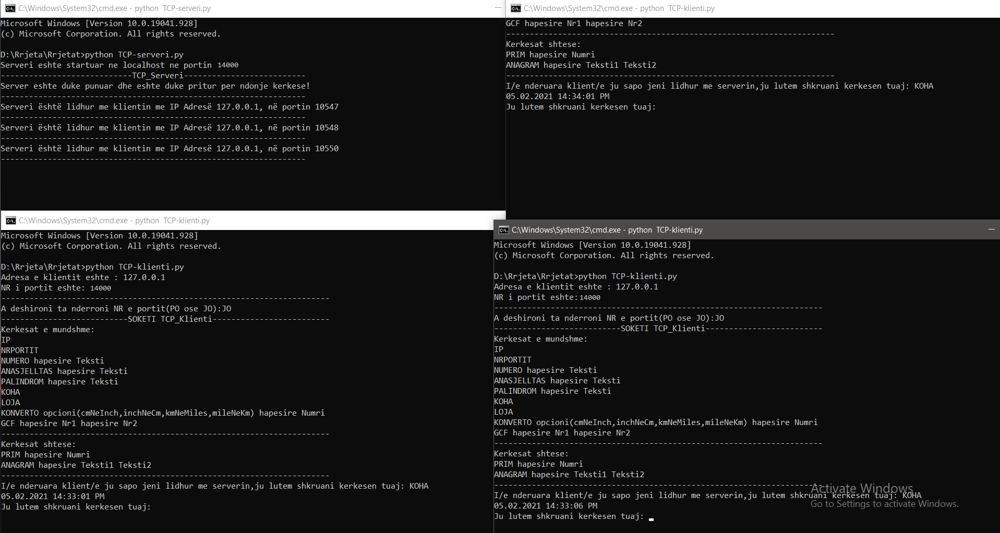 C:\Windows\System32\cmd.exe - python  TCP-serveri.py
Microsoft Windows [Version 10.0.19041.928]
(c) Microsoft Corporation. All rights reserved.
D:\Rrjeta\Rrjetat>python TCP-serveri.py
Serveri eshte startuar ne localhost ne portin 14000
----------------------------TCP_Serveri--------------------------
Server eshte duke punuar dhe eshte duke pritur per ndonje kerkese!
-----------------------------------------------------------------
Serveri është lidhur me klientin me IP Adresë 127.0.0.1, në portin 10547
-----------------------------------------------------------------
Serveri është lidhur me klientin me IP Adresë 127.0.0.1, në portin 10548
-----------------------------------------------------------------
Serveri është lidhur me klientin me IP Adresë 127.0.0.1, në portin 10550
-----------------------------------------------------------------
C:\Windows\System32\cmd.exe - python  TCP-klienti.py
GCF hapesire Nr1 hapesire Nr2
----------------------------------------------------------------------
Kerkesat shtese:
PRIM hapesire Numri
ANAGRAM hapesire Teksti1 Teksti2
----------------------------------------------------------------------
I/e nderuara klient/e ju sapo jeni lidhur me serverin,ju lutem shkruani kerkesen tuaj: KOHA
05.02.2021 14:34:01 PM
Ju lutem shkruani kerkesen tuaj:
C:\Windows\System32\cmd.exe - python  TCP-klienti.py
Microsoft Windows [Version 10.0.19041.928]
(c) Microsoft Corporation. All rights reserved.
D:\Rrjeta\Rrjetat>python TCP-klienti.py
Adresa e klientit eshte : 127.0.0.1
NR i portit eshte: 14000
----------------------------------------------------------------------
A deshironi ta nderroni NR e portit(PO ose JO):JO
---------------------------SOKETI TCP_Klienti-------------------------
Kerkesat e mundshme:
IP
NRPORTIT
NUMERO hapesire Teksti
ANASJELLTAS hapesire Teksti
PALINDROM hapesire Teksti
KOHA
LOJA
KONVERTO opcioni(cmNeInch,inchNeCm,kmNeMiles,mileNeKm) hapesire Numri
GCF hapesire Nr1 hapesire Nr2
----------------------------------------------------------------------
Kerkesat shtese:
PRIM hapesire Numri
ANAGRAM hapesire Teksti1 Teksti2
----------------------------------------------------------------------
I/e nderuara klient/e ju sapo jeni lidhur me serverin,ju lutem shkruani kerkesen tuaj: KOHA
05.02.2021 14:33:01 PM
Ju lutem shkruani kerkesen tuaj:
C:\Windows\System32\cmd.exe - python  TCP-klienti.py
Microsoft Windows [Version 10.0.19041.928]
(c) Microsoft Corporation. All rights reserved.
D:\Rrjeta\Rrjetat>python TCP-klienti.py
Adresa e klientit eshte : 127.0.0.1
NR i portit eshte:14000
----------------------------------------------------------------------
A deshironi ta nderroni NR e portit(PO ose JO):JO
---------------------------SOKETI TCP_Klienti-------------------------
Kerkesat e mundshme:
IP
NRPORTIT
NUMERO hapesire Teksti
ANASJELLTAS hapesire Teksti
PALINDROM hapesire Teksti
KOHA
LOJA
KONVERTO opcioni(cmNeInch,inchNeCm,kmNeMiles,mileNeKm) hapesire Numri
GCF hapesire Nr1 hapesire Nr2
----------------------------------------------------------------------
Kerkesat shtese:
PRIM hapesire Numri
ANAGRAM hapesire Teksti1 Teksti2
----------------------------------------------------------------------
I/e nderuara klient/e ju sapo jeni lidhur me serverin,ju lutem shkruani kerkesen tuaj: KOHA
05.02.2021 14:33:06 PM
Ju lutem shkruani kerkesen tuaj:
Activate Windows
Go to Settings to activate Windows.